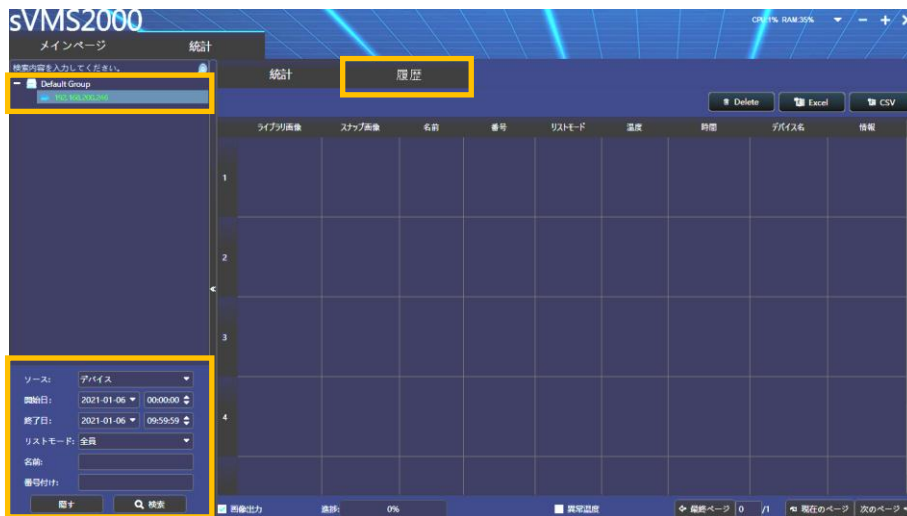 sVMS2000
CPU:1% RAM:35%
メインページ 統計
検索内容を入力してください。
統計 履歴
Default Group
192.168.200.246
Delete Excel CSV
ライブラリ画像 スナップ画像 名前 番号 リストモード 温度 時間 デバイス名 情報
1
2
3
4
ソース: デバイス
開始日: 2021-01-06 00:00:00
終了日: 2021-01-06 09:59:59
リストモード: 全員
名前:
番号付け:
隠す 検索
画像出力 進捗: 0% 異常温度 最終ページ 0 /1 現在のページ 次のページ